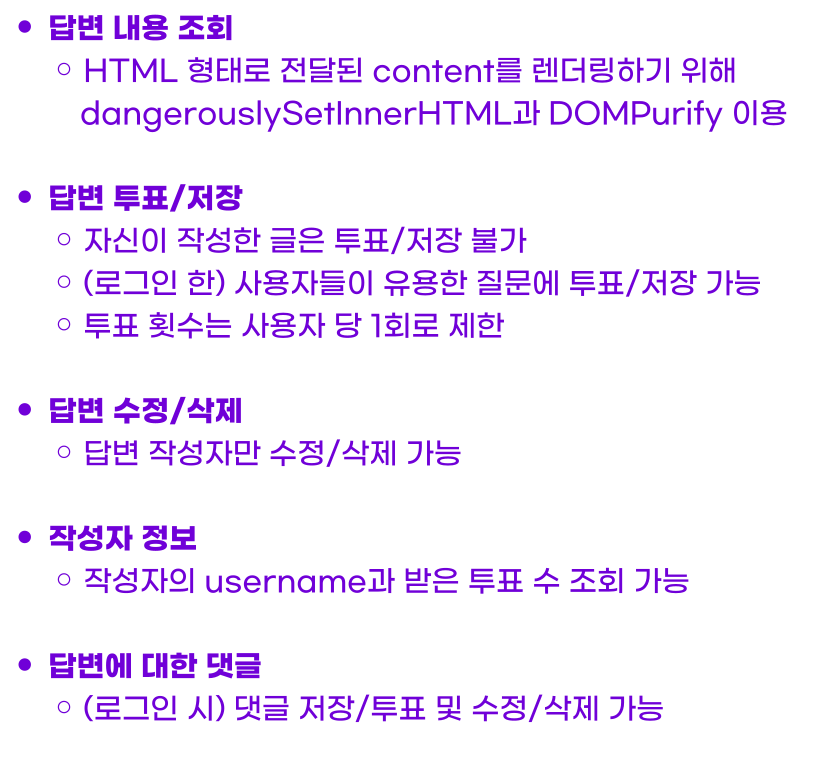 • 답변 내용 조회
○ HTML 형태로 전달된 content를 렌더링하기 위해
dangerouslySetInnerHTML과 DOMPurify 이용
• 답변 투표/저장
○ 자신이 작성한 글은 투표/저장 불가
○ (로그인 한) 사용자들이 유용한 질문에 투표/저장 가능
○ 투표 횟수는 사용자 당 1회로 제한
• 답변 수정/삭제
○ 답변 작성자만 수정/삭제 가능
• 작성자 정보
○ 작성자의 username과 받은 투표 수 조회 가능
• 답변에 대한 댓글
○ (로그인 시) 댓글 저장/투표 및 수정/삭제 가능